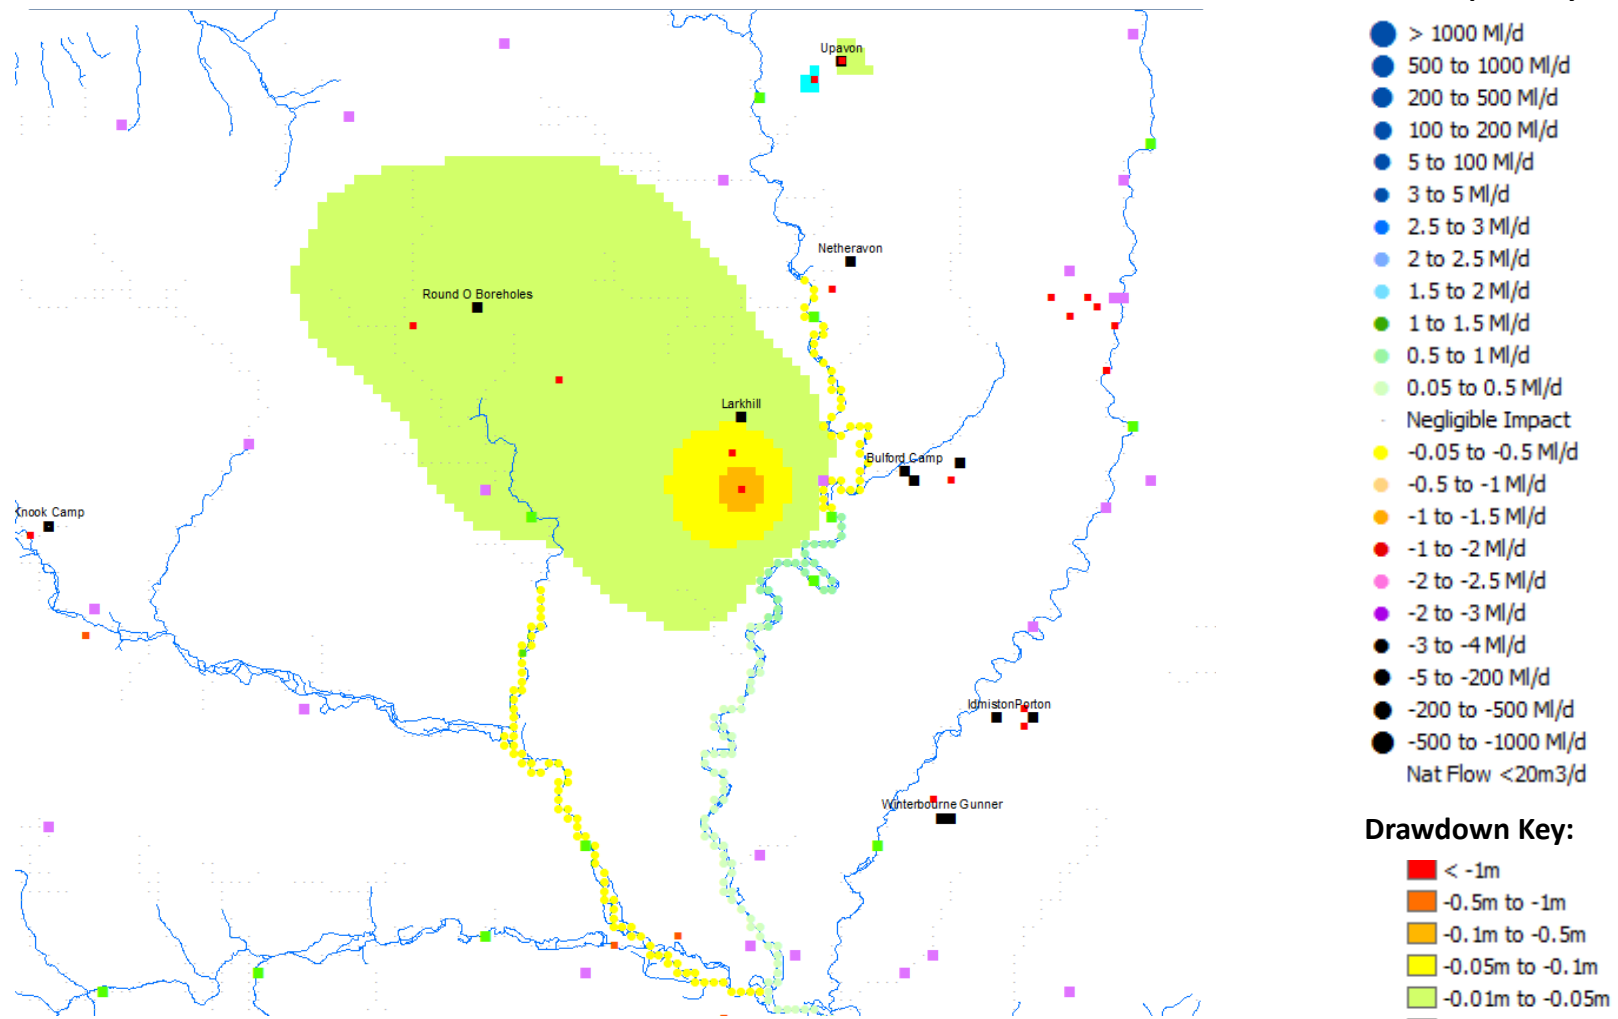 Upavon
Netheravon
Round O Boreholes
Larkhill
Bulford Camp
Knook Camp
Idmiston Porton
Winterbourne Gunner
> 1000 Ml/d
500 to 1000 Ml/d
200 to 500 Ml/d
100 to 200 Ml/d
5 to 100 Ml/d
3 to 5 Ml/d
2.5 to 3 Ml/d
2 to 2.5 Ml/d
1.5 to 2 Ml/d
1 to 1.5 Ml/d
0.5 to 1 Ml/d
0.05 to 0.5 Ml/d
Negligible Impact
-0.05 to -0.5 Ml/d
-0.5 to -1 Ml/d
-1 to -1.5 Ml/d
-1 to -2 Ml/d
-2 to -2.5 Ml/d
-2 to -3 Ml/d
-3 to -4 Ml/d
-5 to -200 Ml/d
-200 to -500 Ml/d
-500 to -1000 Ml/d
Nat Flow <20m3/d
Drawdown Key:
< -1m
-0.5m to -1m
-0.1m to -0.5m
-0.05m to -0.1m
-0.01m to -0.05m